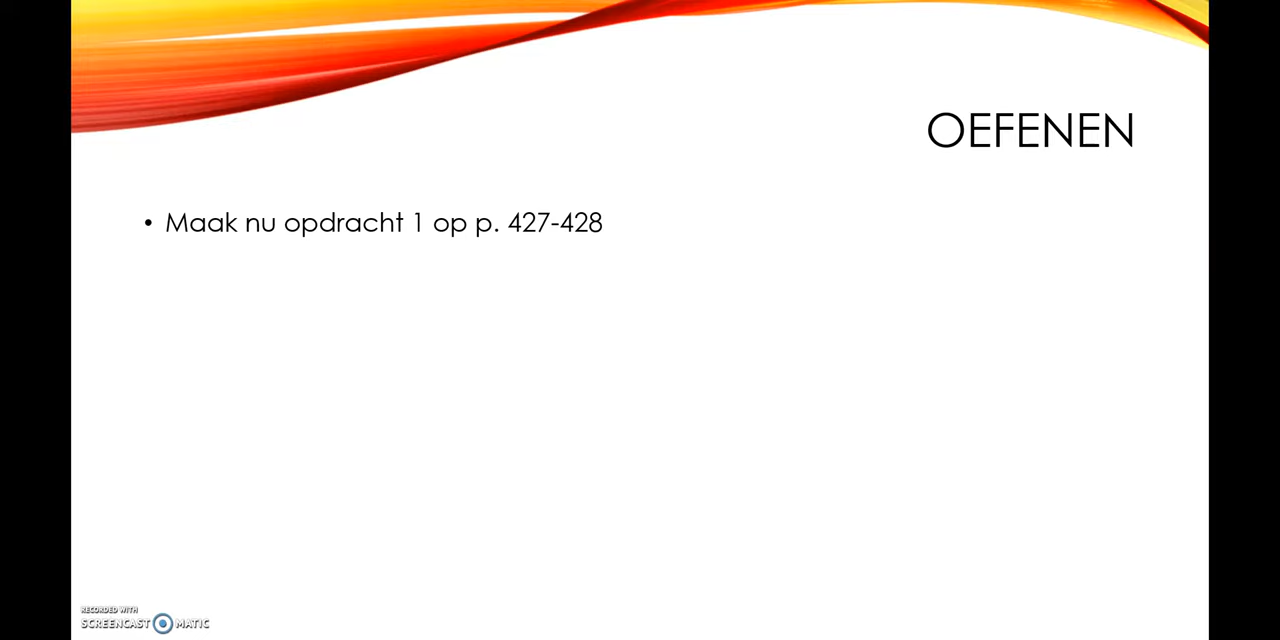 OEFENEN
• Maak nu opdracht 1 op p. 427-428
RECORDED WITH
SCREENCAST MATIC